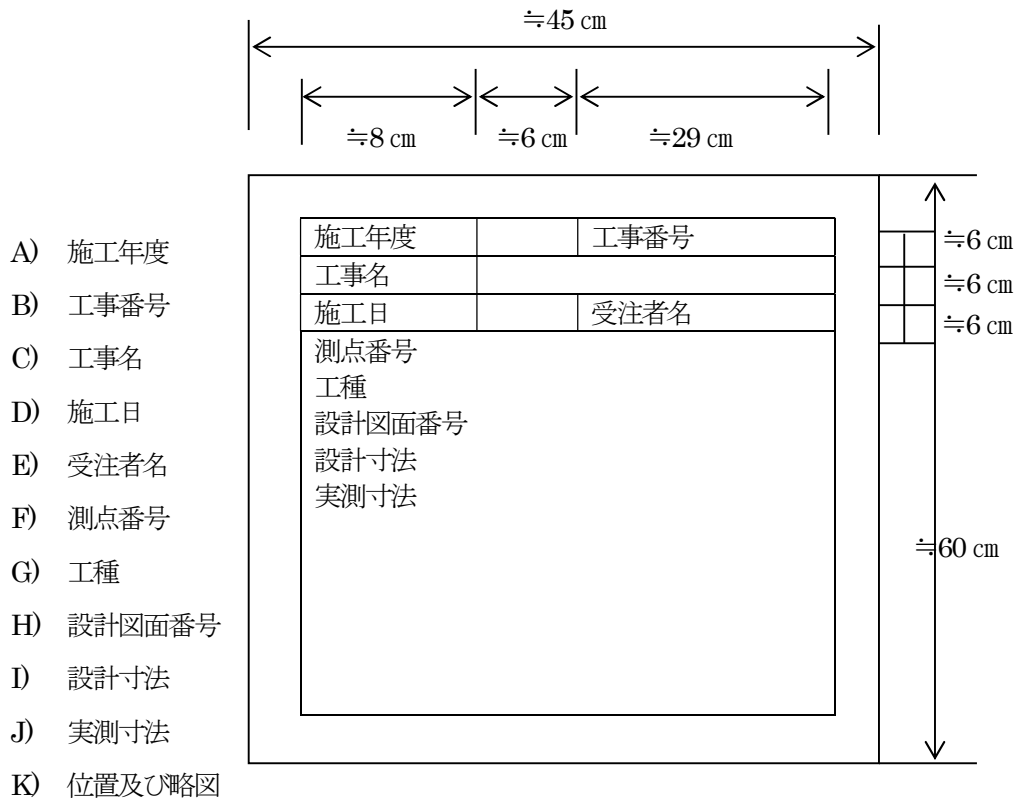 ≒45 ㎝
≒8 ㎝ ≒6 ㎝ ≒29 ㎝
A) 施工年度
B) 工事番号
C) 工事名
D) 施工日
E) 受注者名
F) 測点番号
G) 工種
H) 設計図面番号
I) 設計寸法
J) 実測寸法
K) 位置及び略図
施工年度 工事番号
工事名
施工日 受注者名
測点番号
工種
設計図面番号
設計寸法
実測寸法
≒6 ㎝
≒6 ㎝
≒6 ㎝
≒60 ㎝